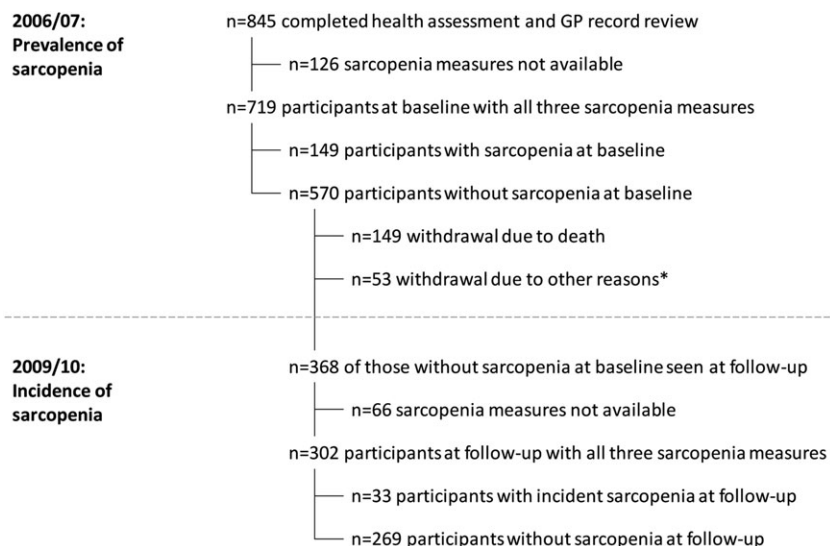 2006/07:
Prevalence of
sarcopenia
n=845 completed health assessment and GP record review
n=126 sarcopenia measures not available
n=719 participants at baseline with all three sarcopenia measures
n=149 participants with sarcopenia at baseline
n=570 participants without sarcopenia at baseline
n=149 withdrawal due to death
n=53 withdrawal due to other reasons*
2009/10:
Incidence of
sarcopenia
n=368 of those without sarcopenia at baseline seen at follow-up
n=66 sarcopenia measures not available
n=302 participants at follow-up with all three sarcopenia measures
n=33 participants with incident sarcopenia at follow-up
n=269 participants without sarcopenia at follow-up